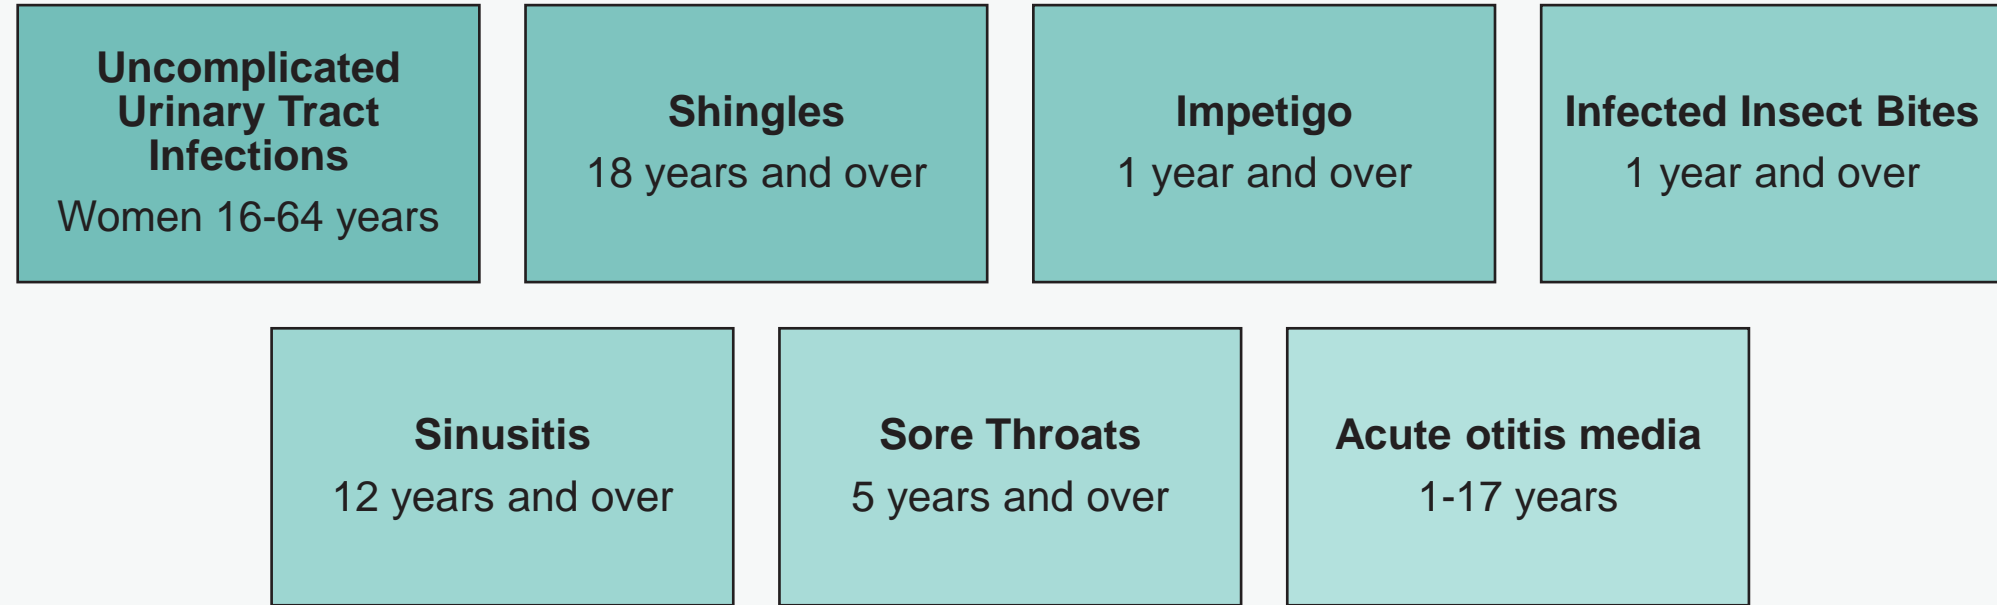 Uncomplicated
Urinary Tract
Infections
Women 16-64 years
Shingles
18 years and over
Impetigo
1 year and over
Infected Insect Bites
1 year and over
Sinusitis
12 years and over
Sore Throats
5 years and over
Acute otitis media
1-17 years